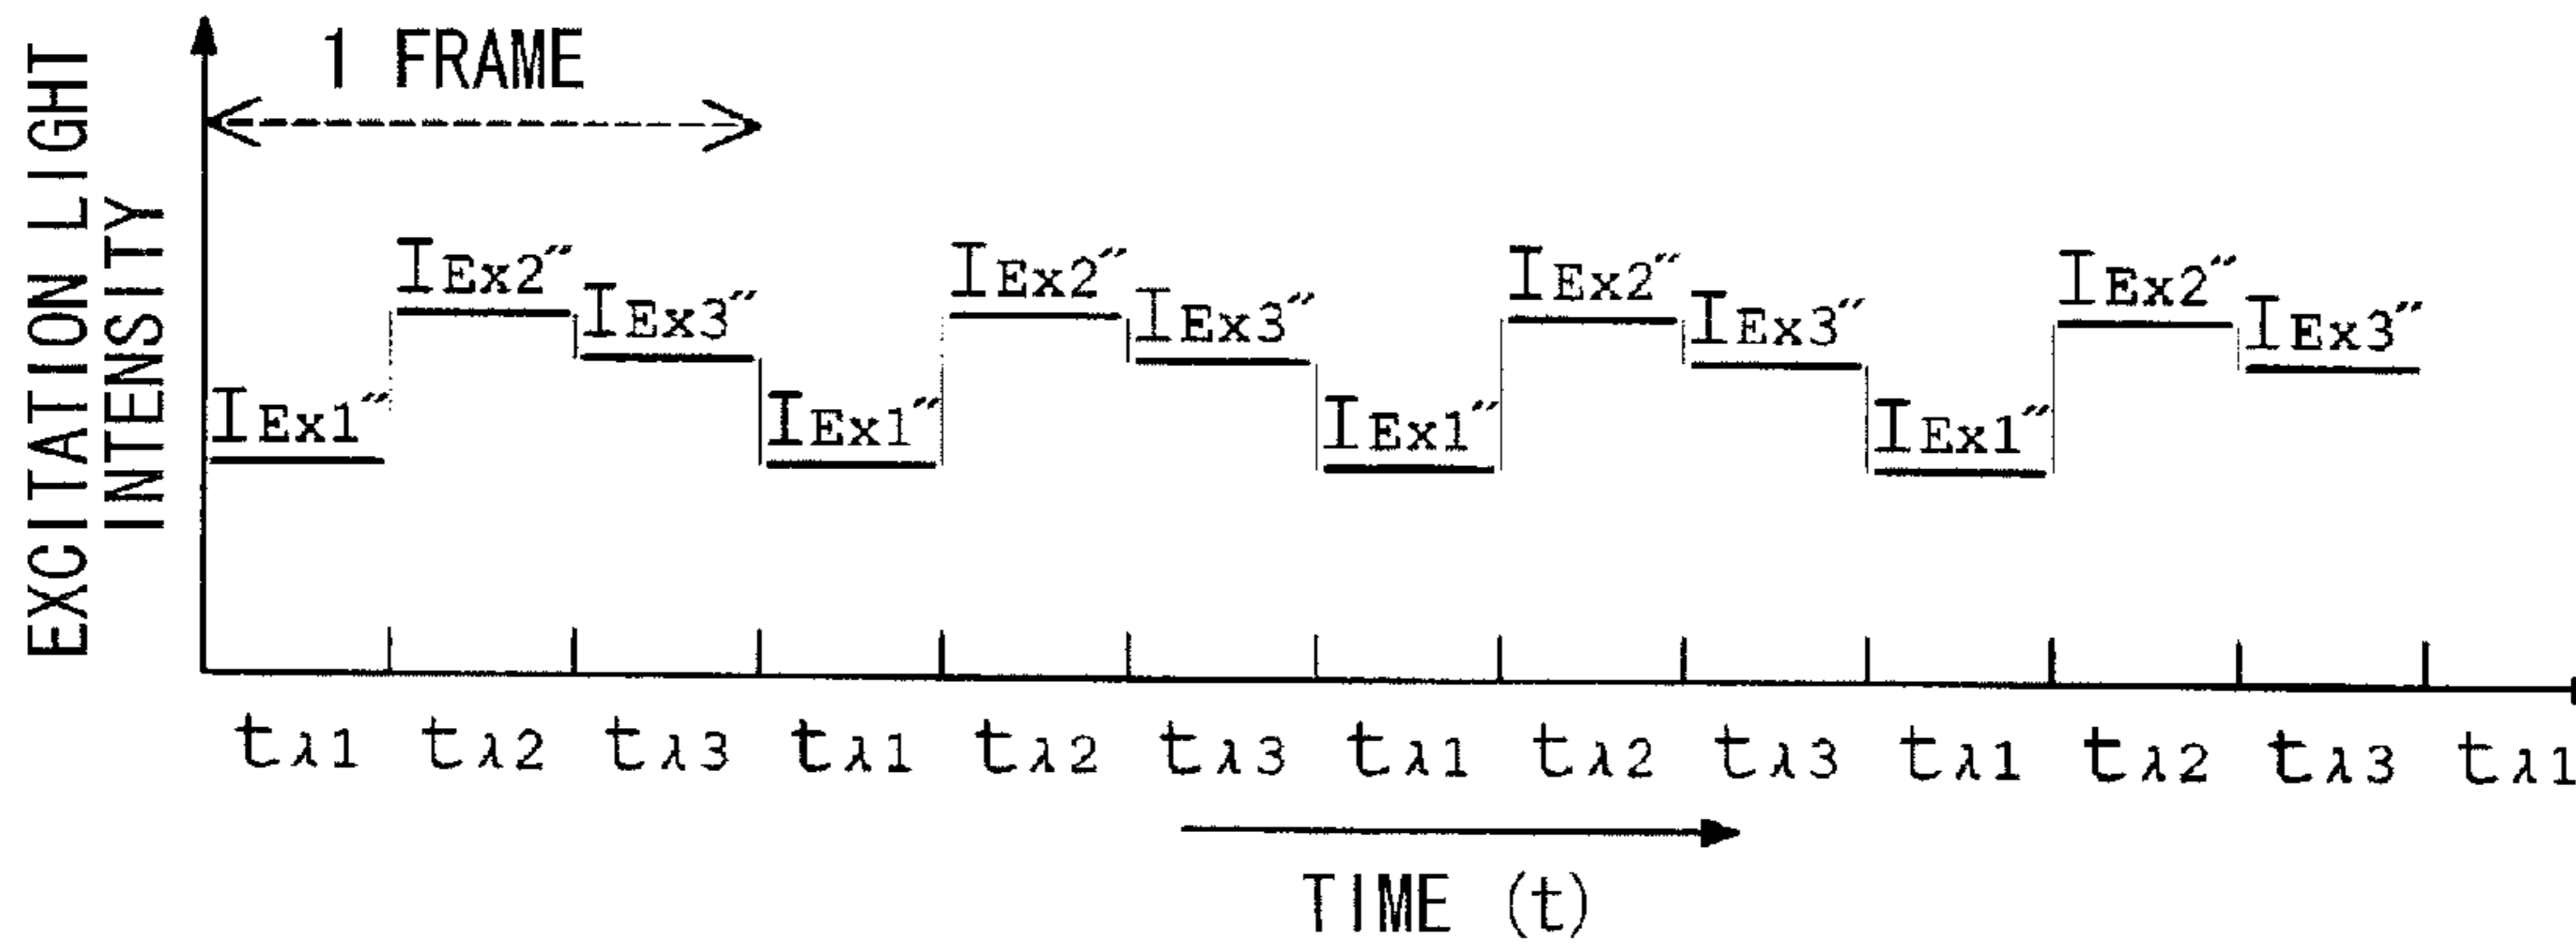 EXCITATION LIGHT
INTENSITY
1 FRAME
IEx1″ IEx2″ IEx3″ IEx1″ IEx2″ IEx3″ IEx1″ IEx2″ IEx3″ IEx1″ IEx2″ IEx3″
tλ1 tλ2 tλ3 tλ1 tλ2 tλ3 tλ1 tλ2 tλ3 tλ1 tλ2 tλ3 tλ1
TIME (t)